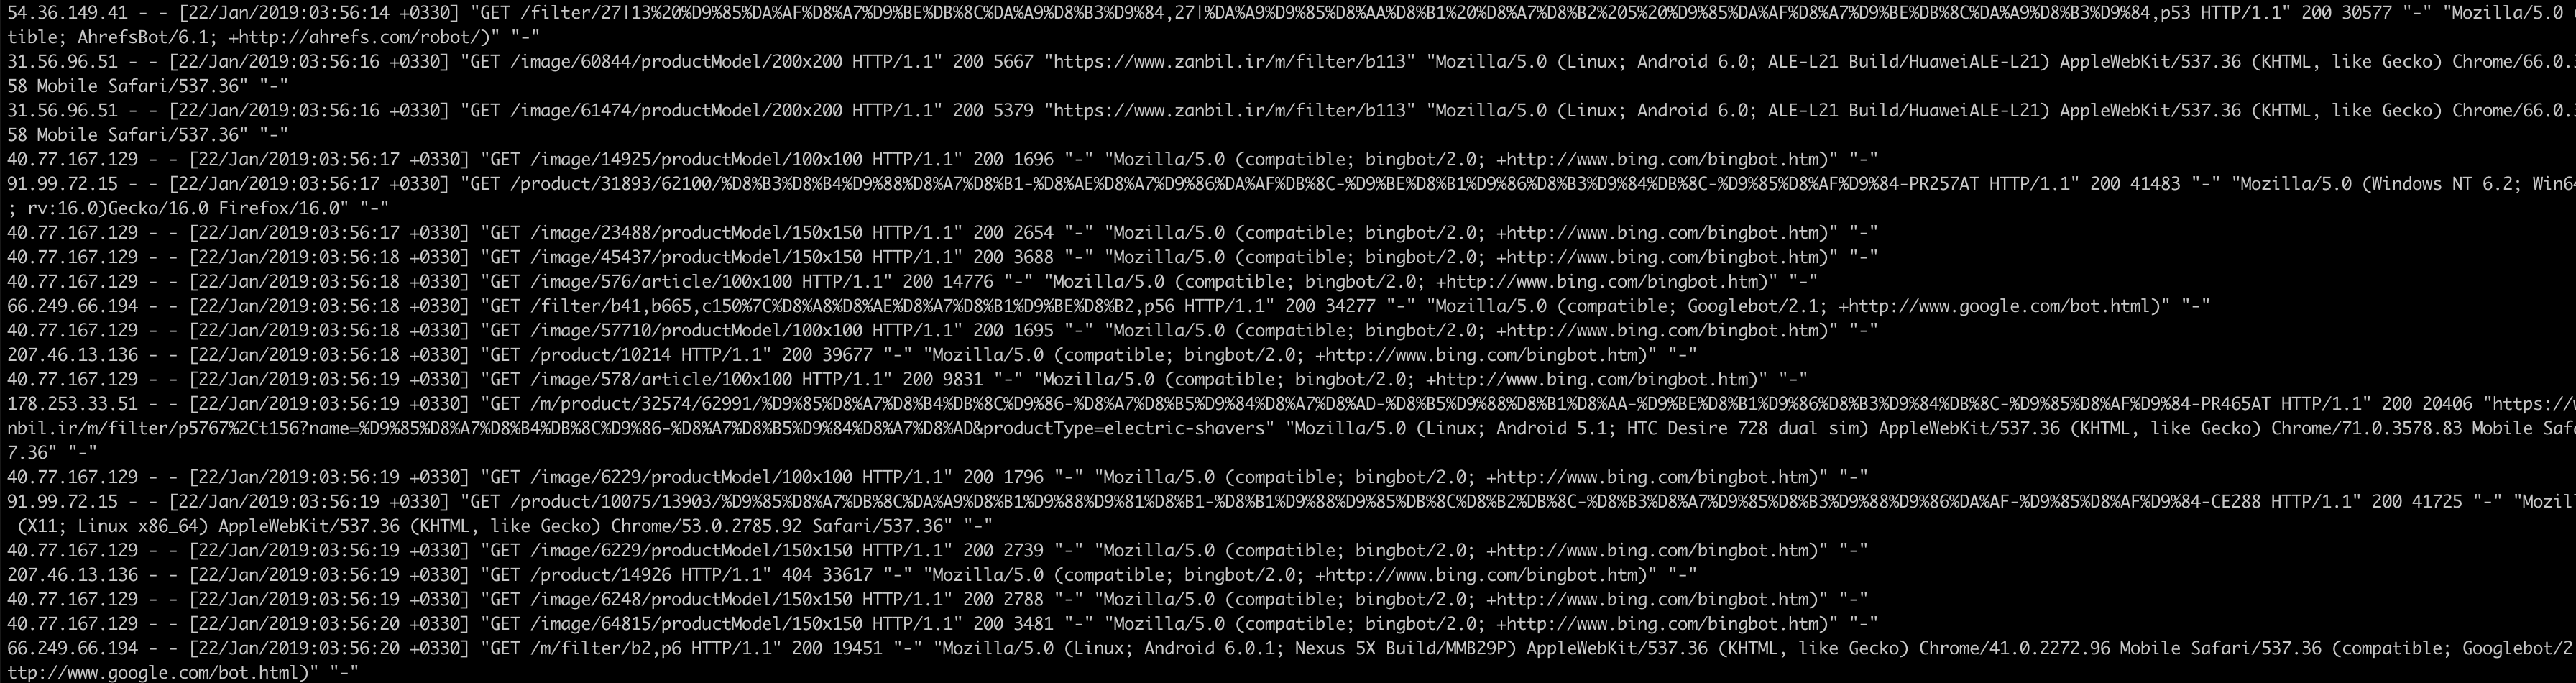 54.36.149.41 - - [22/Jan/2019:03:56:14 +0330] "GET /filter/27|13%20%D9%85%DA%AF%D8%A7%D9%BE%DB%8C%DA%A9%D8%B3%D9%84,27|%DA%A9%D9%85%D8%AA%D8%B1%20%D8%A7%D8%B2%205%20%D9%85%DA%AF%D8%A7%D9%BE%DB%8C%DA%A9%D8%B3%D9%84,p53 HTTP/1.1" 200 30577 "-" "Mozilla/5.0
tible; AhrefsBot/6.1; +http://ahrefs.com/robot/)" "-"
31.56.96.51 - - [22/Jan/2019:03:56:16 +0330] "GET /image/60844/productModel/200x200 HTTP/1.1" 200 5667 "https://www.zanbil.ir/m/filter/b113" "Mozilla/5.0 (Linux; Android 6.0; ALE-L21 Build/HuaweiALE-L21) AppleWebKit/537.36 (KHTML, like Gecko) Chrome/66.0.
58 Mobile Safari/537.36" "-"
31.56.96.51 - - [22/Jan/2019:03:56:16 +0330] "GET /image/61474/productModel/200x200 HTTP/1.1" 200 5379 "https://www.zanbil.ir/m/filter/b113" "Mozilla/5.0 (Linux; Android 6.0; ALE-L21 Build/HuaweiALE-L21) AppleWebKit/537.36 (KHTML, like Gecko) Chrome/66.0.
58 Mobile Safari/537.36" "-"
40.77.167.129 - - [22/Jan/2019:03:56:17 +0330] "GET /image/14925/productModel/100x100 HTTP/1.1" 200 1696 "-" "Mozilla/5.0 (compatible; bingbot/2.0; +http://www.bing.com/bingbot.htm)" "-"
91.99.72.15 - - [22/Jan/2019:03:56:17 +0330] "GET /product/31893/62100/%D8%B3%D8%B4%D9%88%D8%A7%D8%B1-%D8%AE%D8%A7%D9%86%DA%AF%DB%8C-%D9%BE%D8%B1%D9%86%D8%B3%D9%84%DB%8C-%D9%85%D8%AF%D9%84-PR257AT HTTP/1.1" 200 41483 "-" "Mozilla/5.0 (Windows NT 6.2; Win64
; rv:16.0)Gecko/16.0 Firefox/16.0" "-"
40.77.167.129 - - [22/Jan/2019:03:56:17 +0330] "GET /image/23488/productModel/150x150 HTTP/1.1" 200 2654 "-" "Mozilla/5.0 (compatible; bingbot/2.0; +http://www.bing.com/bingbot.htm)" "-"
40.77.167.129 - - [22/Jan/2019:03:56:18 +0330] "GET /image/45437/productModel/150x150 HTTP/1.1" 200 3688 "-" "Mozilla/5.0 (compatible; bingbot/2.0; +http://www.bing.com/bingbot.htm)" "-"
40.77.167.129 - - [22/Jan/2019:03:56:18 +0330] "GET /image/576/article/100x100 HTTP/1.1" 200 14776 "-" "Mozilla/5.0 (compatible; bingbot/2.0; +http://www.bing.com/bingbot.htm)" "-"
66.249.66.194 - - [22/Jan/2019:03:56:18 +0330] "GET /filter/b41,b665,c150%7C%D8%A8%D8%AE%D8%A7%D8%B1%D9%BE%D8%B2,p56 HTTP/1.1" 200 34277 "-" "Mozilla/5.0 (compatible; Googlebot/2.1; +http://www.google.com/bot.html)" "-"
40.77.167.129 - - [22/Jan/2019:03:56:18 +0330] "GET /image/57710/productModel/100x100 HTTP/1.1" 200 1695 "-" "Mozilla/5.0 (compatible; bingbot/2.0; +http://www.bing.com/bingbot.htm)" "-"
207.46.13.136 - - [22/Jan/2019:03:56:18 +0330] "GET /product/10214 HTTP/1.1" 200 39677 "-" "Mozilla/5.0 (compatible; bingbot/2.0; +http://www.bing.com/bingbot.htm)" "-"
40.77.167.129 - - [22/Jan/2019:03:56:19 +0330] "GET /image/578/article/100x100 HTTP/1.1" 200 9831 "-" "Mozilla/5.0 (compatible; bingbot/2.0; +http://www.bing.com/bingbot.htm)" "-"
178.253.33.51 - - [22/Jan/2019:03:56:19 +0330] "GET /m/product/32574/62991/%D9%85%D8%A7%D8%B4%DB%8C%D9%86-%D8%A7%D8%B5%D9%84%D8%A7%D8%AD-%D8%B5%D9%88%D8%B1%D8%AA-%D9%BE%D8%B1%D9%86%D8%B3%D9%84%DB%8C-%D9%85%D8%AF%D9%84-PR465AT HTTP/1.1" 200 20406 "https://
nbil.ir/m/filter/p5767%2Ct156?name=%D9%85%D8%A7%D8%B4%DB%8C%D9%86-%D8%A7%D8%B5%D9%84%D8%A7%D8%AD&productType=electric-shavers" "Mozilla/5.0 (Linux; Android 5.1; HTC Desire 728 dual sim) AppleWebKit/537.36 (KHTML, like Gecko) Chrome/71.0.3578.83 Mobile Saf
7.36" "-"
40.77.167.129 - - [22/Jan/2019:03:56:19 +0330] "GET /image/6229/productModel/100x100 HTTP/1.1" 200 1796 "-" "Mozilla/5.0 (compatible; bingbot/2.0; +http://www.bing.com/bingbot.htm)" "-"
91.99.72.15 - - [22/Jan/2019:03:56:19 +0330] "GET /product/10075/13903/%D9%85%D8%A7%DB%8C%DA%A9%D8%B1%D9%88%D9%81%D8%B1-%D8%B1%D9%88%D9%85%DB%8C%D8%B2%DB%8C-%D8%B3%D8%A7%D9%85%D8%B3%D9%88%D9%86%DA%AF-%D9%85%D8%AF%D9%84-CE288 HTTP/1.1" 200 41725 "-" "Mozil
(X11; Linux x86_64) AppleWebKit/537.36 (KHTML, like Gecko) Chrome/53.0.2785.92 Safari/537.36" "-"
40.77.167.129 - - [22/Jan/2019:03:56:19 +0330] "GET /image/6229/productModel/150x150 HTTP/1.1" 200 2739 "-" "Mozilla/5.0 (compatible; bingbot/2.0; +http://www.bing.com/bingbot.htm)" "-"
207.46.13.136 - - [22/Jan/2019:03:56:19 +0330] "GET /product/14926 HTTP/1.1" 404 33617 "-" "Mozilla/5.0 (compatible; bingbot/2.0; +http://www.bing.com/bingbot.htm)" "-"
40.77.167.129 - - [22/Jan/2019:03:56:19 +0330] "GET /image/6248/productModel/150x150 HTTP/1.1" 200 2788 "-" "Mozilla/5.0 (compatible; bingbot/2.0; +http://www.bing.com/bingbot.htm)" "-"
40.77.167.129 - - [22/Jan/2019:03:56:20 +0330] "GET /image/64815/productModel/150x150 HTTP/1.1" 200 3481 "-" "Mozilla/5.0 (compatible; bingbot/2.0; +http://www.bing.com/bingbot.htm)" "-"
66.249.66.194 - - [22/Jan/2019:03:56:20 +0330] "GET /m/filter/b2,p6 HTTP/1.1" 200 19451 "-" "Mozilla/5.0 (Linux; Android 6.0.1; Nexus 5X Build/MMB29P) AppleWebKit/537.36 (KHTML, like Gecko) Chrome/41.0.2272.96 Mobile Safari/537.36 (compatible; Googlebot/2
ttp://www.google.com/bot.html)" "-"